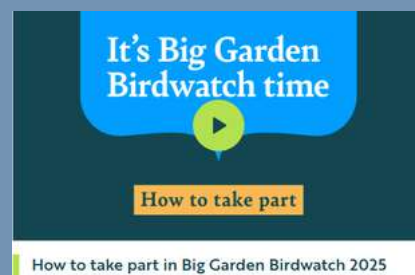 It's Big Garden
Birdwatch time
How to take part
How to take part in Big Garden Birdwatch 2025